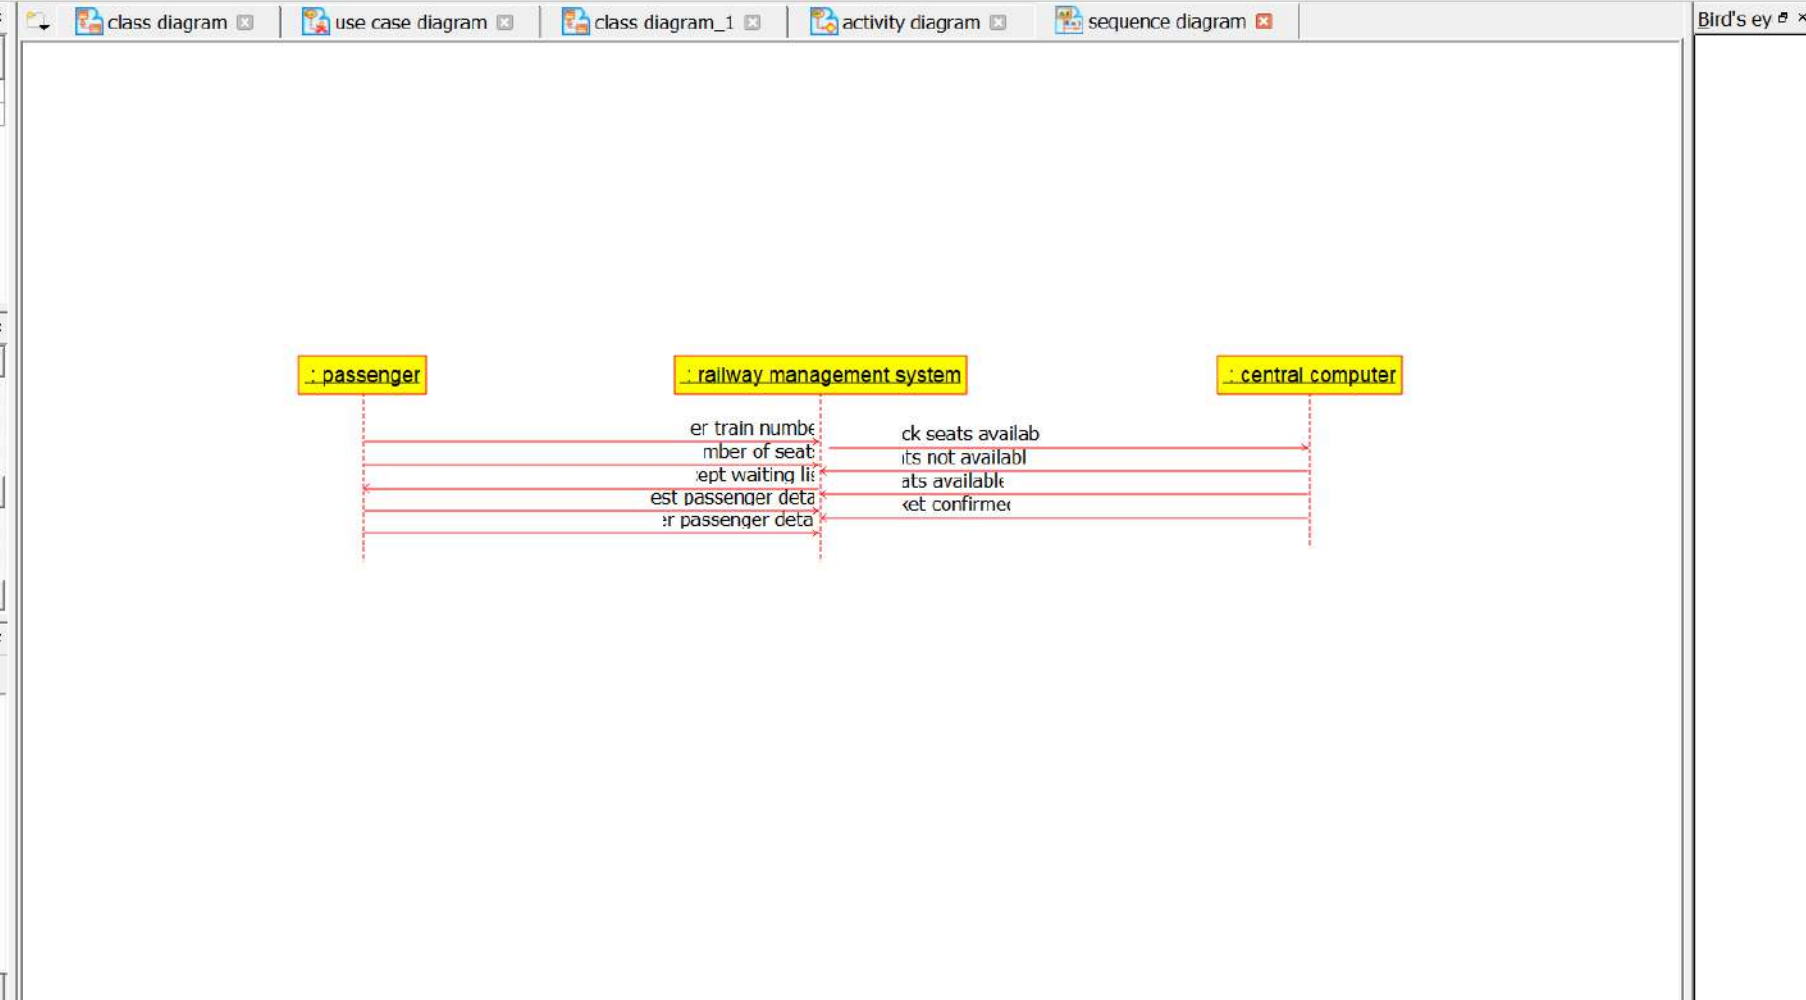 class diagram
use case diagram
class diagram_1
activity diagram
sequence diagram
Bird's ey
: passenger
: railway management system
: central computer
er train numbe
ck seats availab
mber of seat
ts not availabl
ept waiting lis
ats available
est passenger deta
ket confirmed
er passenger deta